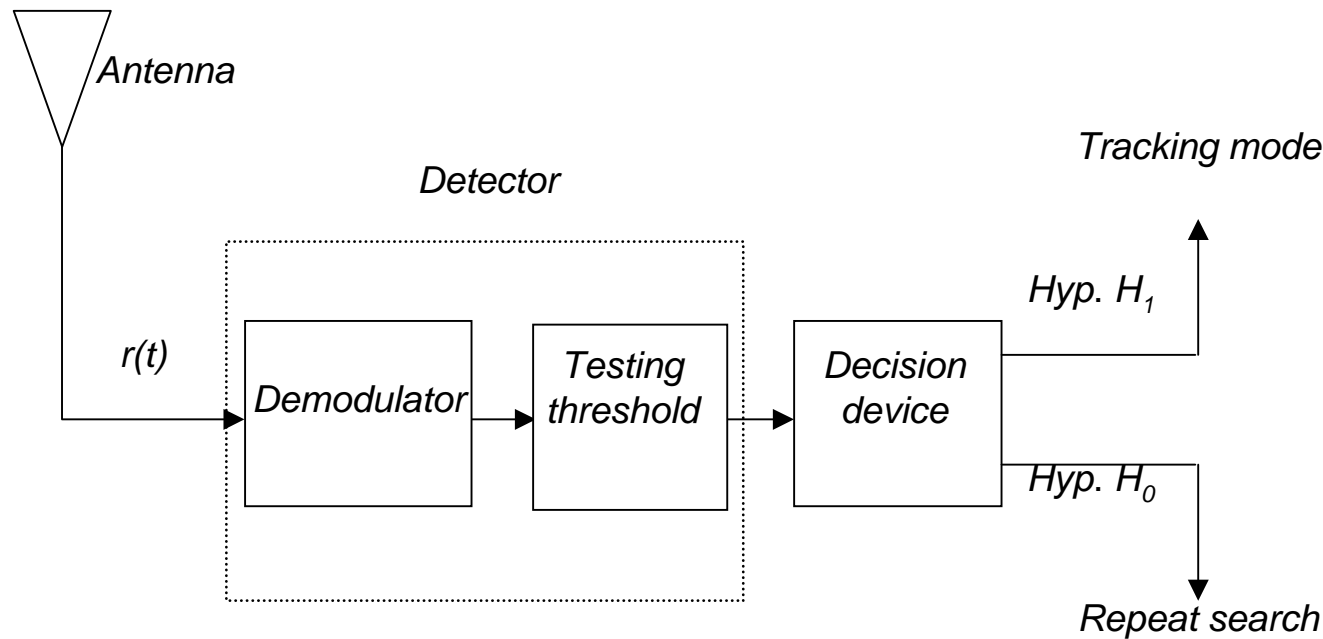 Antenna
Tracking mode
Detector
Hyp. H₁
r(t)
Demodulator
Testing
threshold
Decision
device
Hyp. H₀
Repeat search